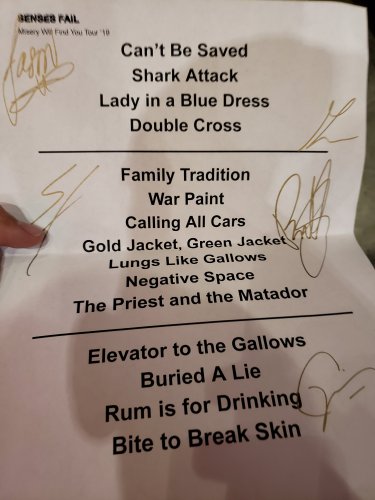 SENSES FAIL
Misery Will Find You Tour '19
Jason
Can't Be Saved
Shark Attack
Lady in a Blue Dress
Double Cross
Family Tradition
War Paint
Calling All Cars
Gold Jacket, Green Jacket
Lungs Like Gallows
Negative Space
The Priest and the Matador
Elevator to the Gallows
Buried A Lie
Rum is for Drinking
Bite to Break Skin